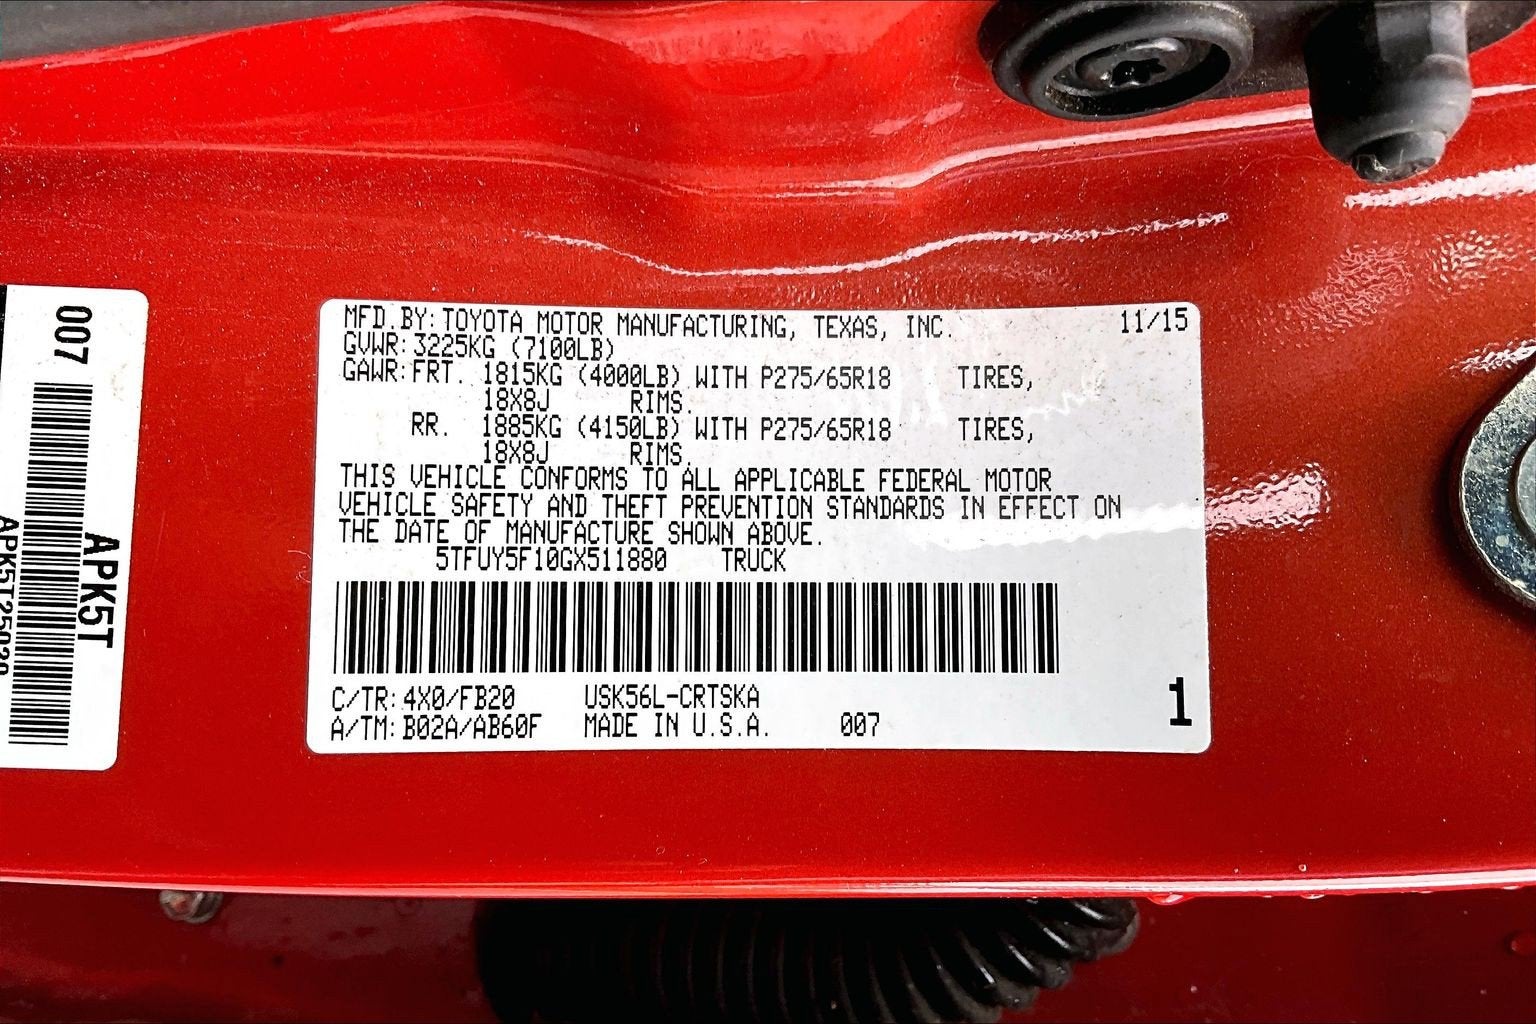 007
APK5T
MFD.BY:TOYOTA MOTOR MANUFACTURING, TEXAS, INC. 11/15
GVWR:3225KG (7100LB)
GAWR:FRT. 1815KG (4000LB) WITH P275/65R18 TIRES,
18X8J RIMS.
RR. 1885KG (4150LB) WITH P275/65R18 TIRES,
18X8J RIMS.
THIS VEHICLE CONFORMS TO ALL APPLICABLE FEDERAL MOTOR
VEHICLE SAFETY AND THEFT PREVENTION STANDARDS IN EFFECT ON
THE DATE OF MANUFACTURE SHOWN ABOVE.
5TFUY5F10GX511880 TRUCK
C/TR:4X0/FB20 USK56L-CRTSKA
A/TM:B02A/AB60F MADE IN U.S.A. 007
1